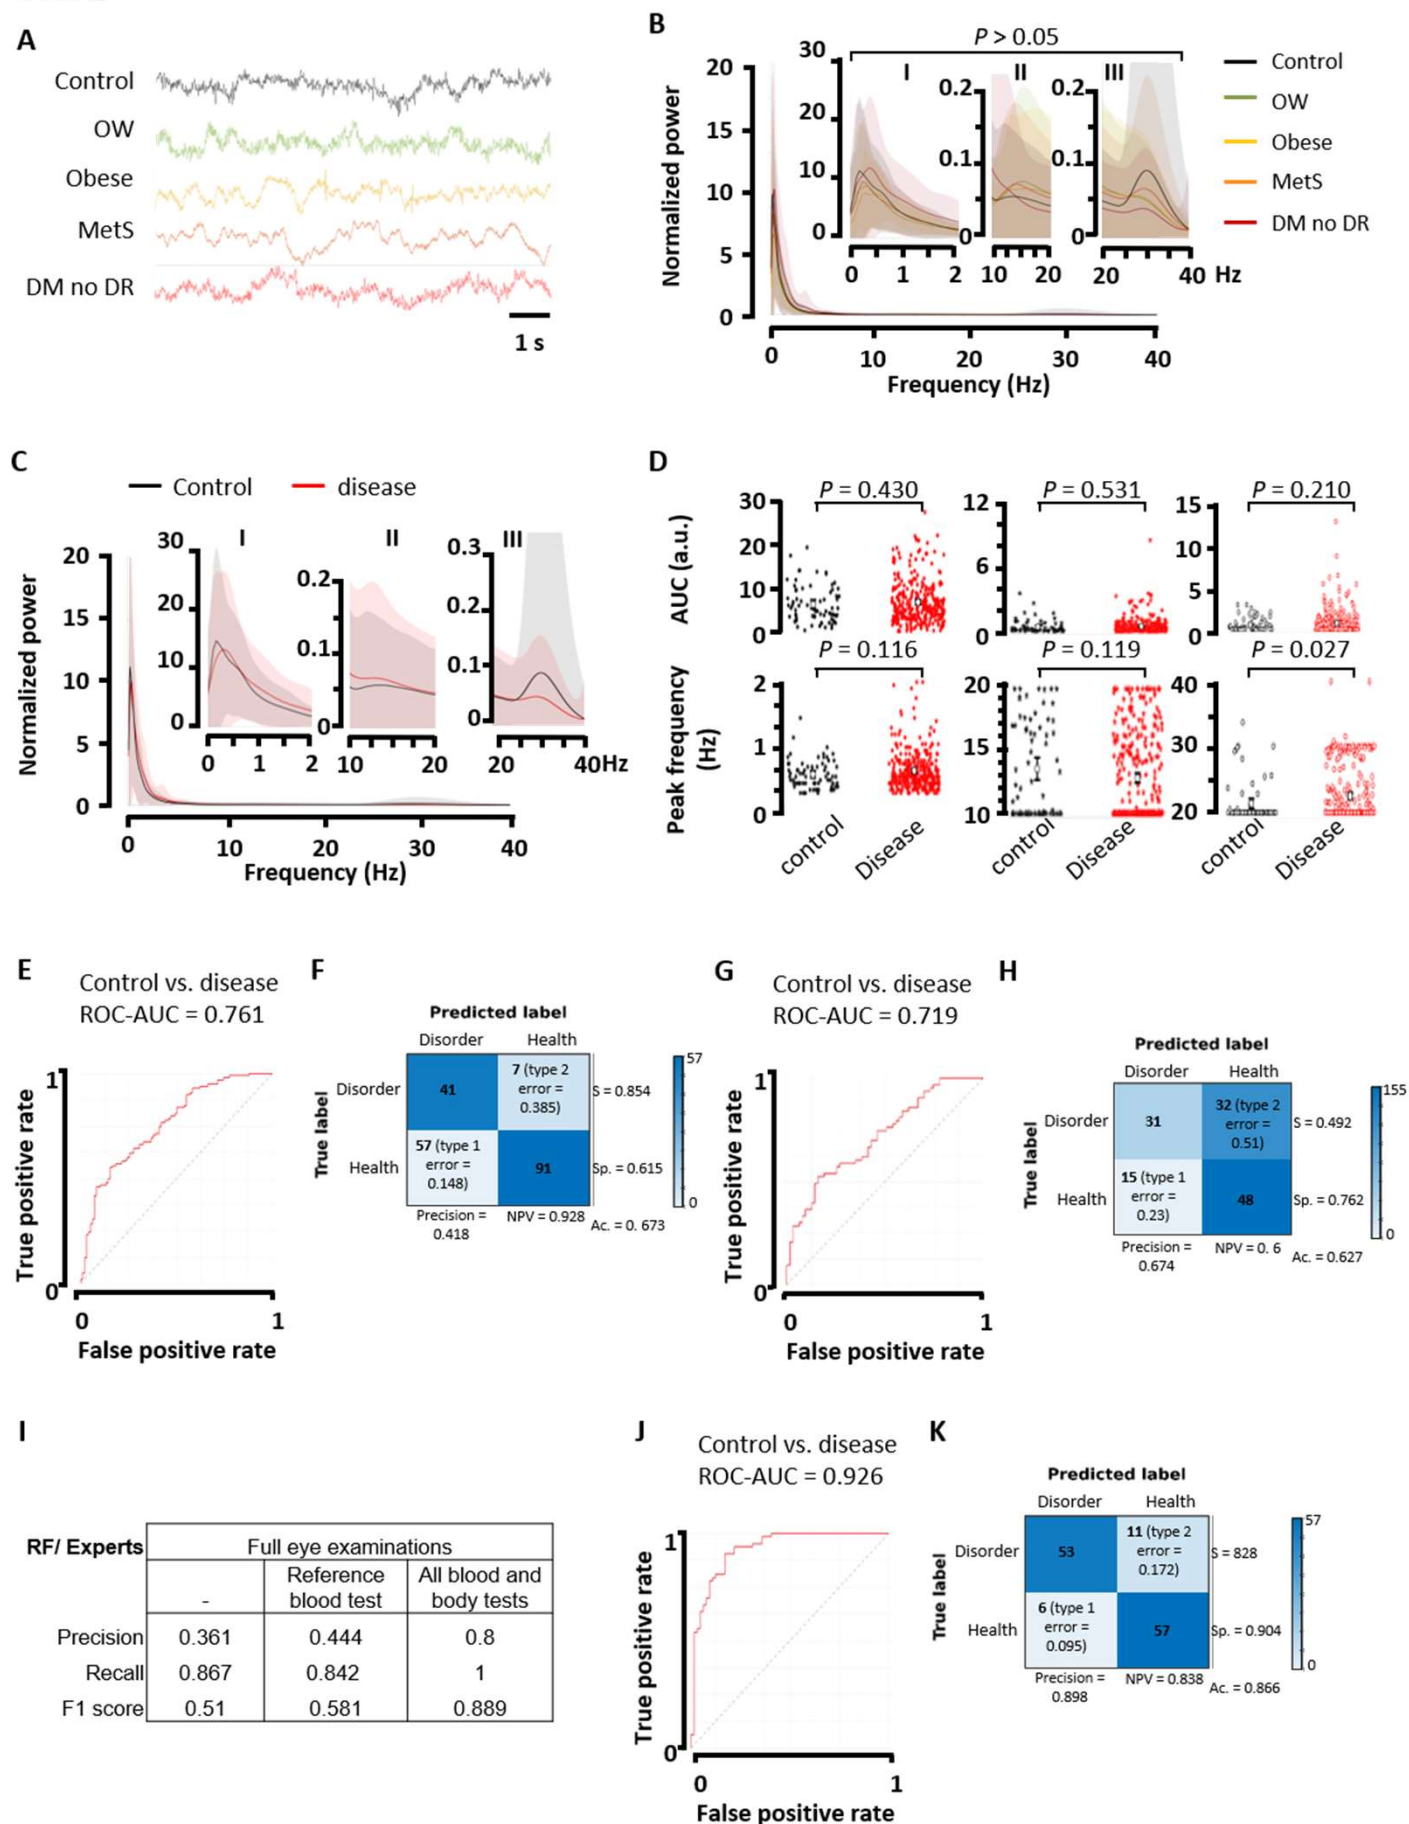 A
Control
OW
Obese
MetS
DM no DR
1 s
B
P > 0.05
Normalized power
20
15
10
5
0
30
20
10
0
I
0 1 2
0.2
0.1
0
II
10 20
0.2
0.1
0
III
20 40 Hz
0 10 20 30 40
Frequency (Hz)
Control
OW
Obese
MetS
DM no DR
C
Control disease
Normalized power
20
15
10
5
0
30
20
10
0
I
0 1 2
0.2
0.1
0
II
10 20
0.3
0.2
0.1
0
III
20 40Hz
0 10 20 30 40
Frequency (Hz)
D
AUC (a.u.)
P = 0.430
30
20
10
0
P = 0.531
12
6
0
P = 0.210
15
10
5
0
Peak frequency
(Hz)
P = 0.116
2
1
0
P = 0.119
20
15
10
P = 0.027
40
30
20
control Disease control Disease control Disease
E
Control vs. disease
ROC-AUC = 0.761
True positive rate
1
0
0 1
False positive rate
F
Predicted label
Disorder Health
True label
Disorder
41
7 (type 2
error =
0.385)
S = 0.854
Health
57 (type 1
error =
0.148)
91
Sp. = 0.615
Precision =
0.418
NPV = 0.928
Ac. = 0. 673
57
0
G
Control vs. disease
ROC-AUC = 0.719
True positive rate
1
0
0 1
False positive rate
H
Predicted label
Disorder Health
True label
Disorder
31
32 (type 2
error =
0.51)
S = 0.492
Health
15 (type 1
error =
0.23)
48
Sp. = 0.762
Precision =
0.674
NPV = 0. 6
Ac. = 0.627
155
0
I
RF/ Experts
Full eye examinations
-
Reference
blood test
All blood and
body tests
Precision 0.361 0.444 0.8
Recall 0.867 0.842 1
F1 score 0.51 0.581 0.889
J
Control vs. disease
ROC-AUC = 0.926
True positive rate
1
0
0 1
False positive rate
K
Predicted label
Disorder Health
True label
Disorder
53
11 (type 2
error =
0.172)
S = 828
Health
6 (type 1
error =
0.095)
57
Sp. = 0.904
Precision =
0.898
NPV = 0.838
Ac. = 0.866
57
0